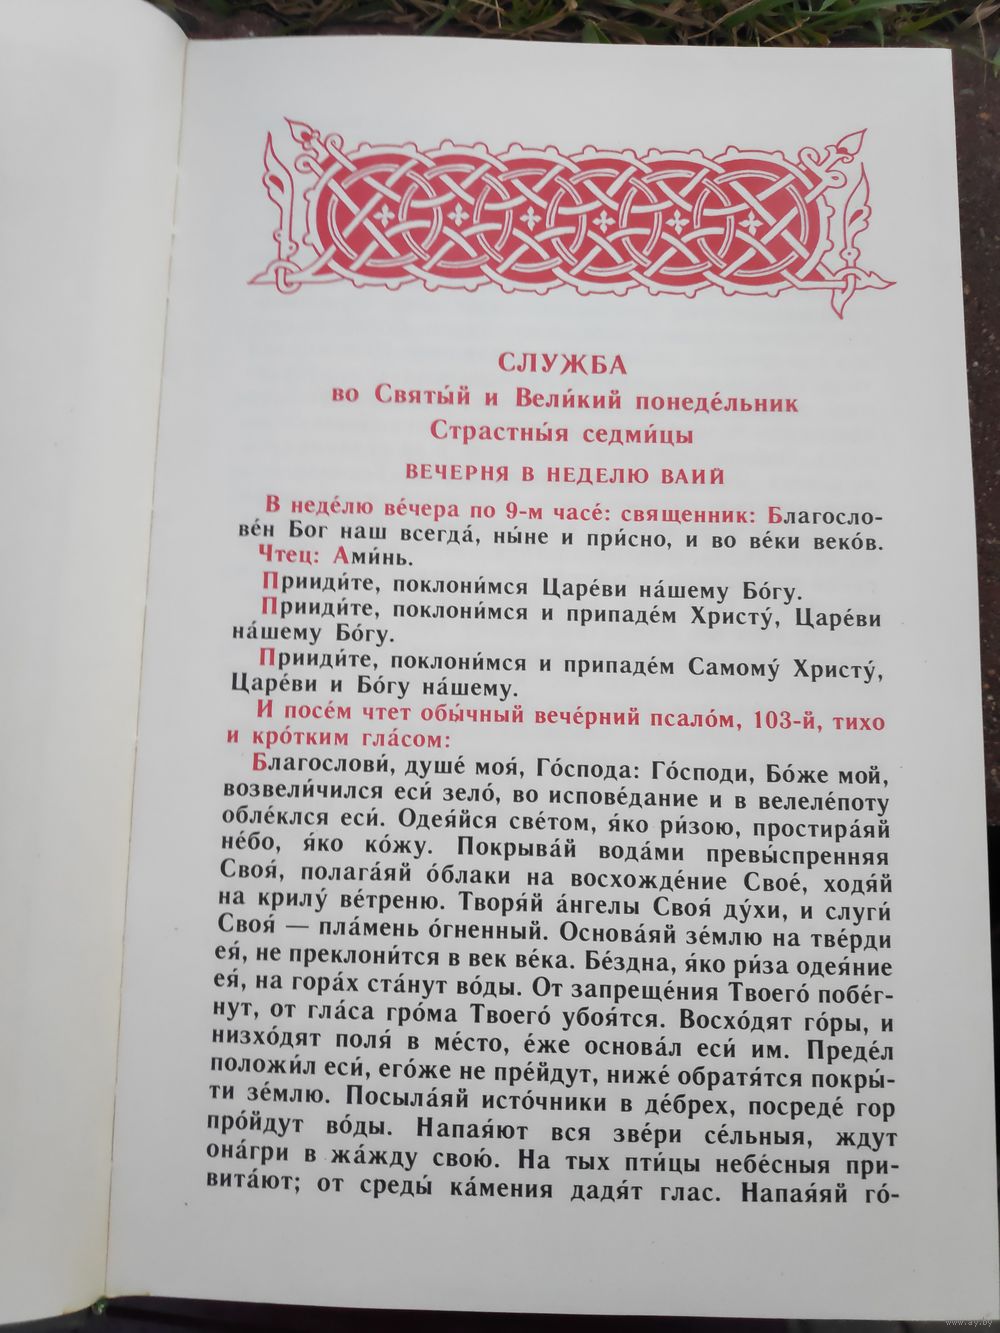 СЛУЖБА
во Святы́й и Вели́кий понеде́льник
Страстны́я седми́цы
ВЕЧЕРНЯ В НЕДЕЛЮ ВАИЙ
В неде́лю ве́чера по 9-м часе́: священник: Благосло-
ве́н Бог наш всегда́, ны́не и при́сно, и во ве́ки веко́в.
Чтец: Ами́нь.
Прииди́те, поклони́мся Царе́ви на́шему Бо́гу.
Прииди́те, поклони́мся и припаде́м Христу́, Царе́ви
на́шему Бо́гу.
Прииди́те, поклони́мся и припаде́м Самому́ Христу́,
Царе́ви и Бо́гу на́шему.
И посе́м чтет обы́чный вече́рний псало́м, 103-й, тихо
и кро́тким гла́сом:
Благослови́, душе́ моя́, Го́спода: Го́споди, Бо́же мой,
возвели́чился еси́ зело́, во испове́дание и в велеле́поту
обле́клся еси́. Одея́йся све́том, я́ко ри́зою, простира́яй
не́бо, я́ко ко́жу. Покрыва́й вода́ми превы́спренняя
Своя́, полага́яй о́блаки на восхожде́ние Свое́, ходя́й
на крилу́ ве́треню. Творя́й а́нгелы Своя́ ду́хи, и слуги́
Своя́ — пла́мень о́гненный. Основа́яй зе́млю на тве́рди
ея́, не преклони́тся в век ве́ка. Бе́здна, я́ко ри́за одея́ние
ея́, на гора́х ста́нут во́ды. От запреще́ния Твоего́ побе́г-
нут, от гла́са гро́ма Твоего́ убоя́тся. Восхо́дят го́ры, и
низхо́дят поля́ в ме́сто, е́же основа́л еси́ им. Преде́л
положи́л еси́, его́же не пре́йдут, ниже́ обратя́тся покры́-
ти зе́млю. Посыла́яй исто́чники в де́брех, посреде́ гор
про́йдут во́ды. Напая́ют вся зве́ри се́льныя, ждут
она́гри в жа́жду свою́. На тых пти́цы небе́сныя при-
вита́ют; от среды́ ка́мения дадя́т глас. Напая́яй го́-
www.ay.by